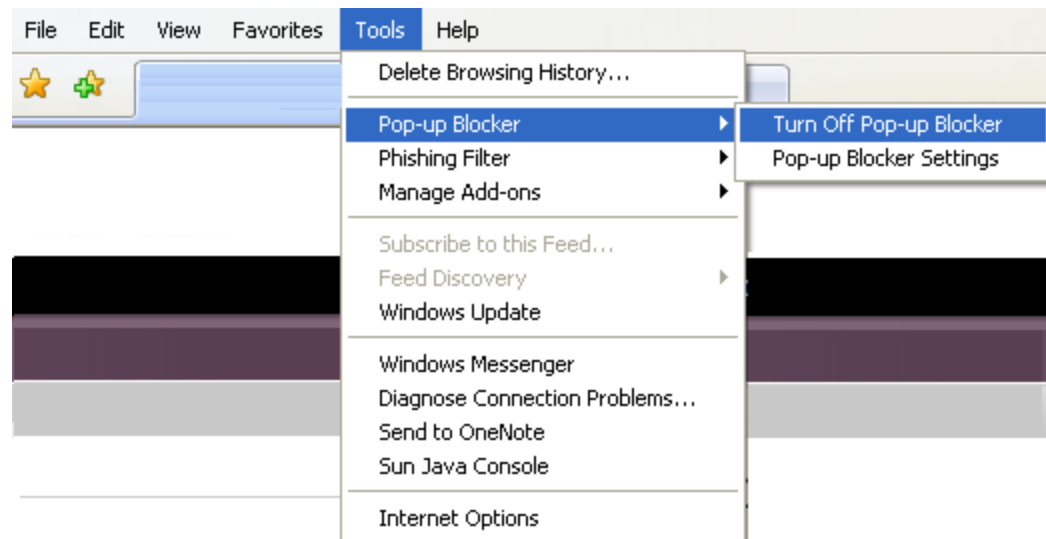 File Edit View Favorites Tools Help
Delete Browsing History...
Pop-up Blocker
Turn Off Pop-up Blocker
Phishing Filter
Pop-up Blocker Settings
Manage Add-ons
Subscribe to this Feed...
Feed Discovery
Windows Update
Windows Messenger
Diagnose Connection Problems...
Send to OneNote
Sun Java Console
Internet Options